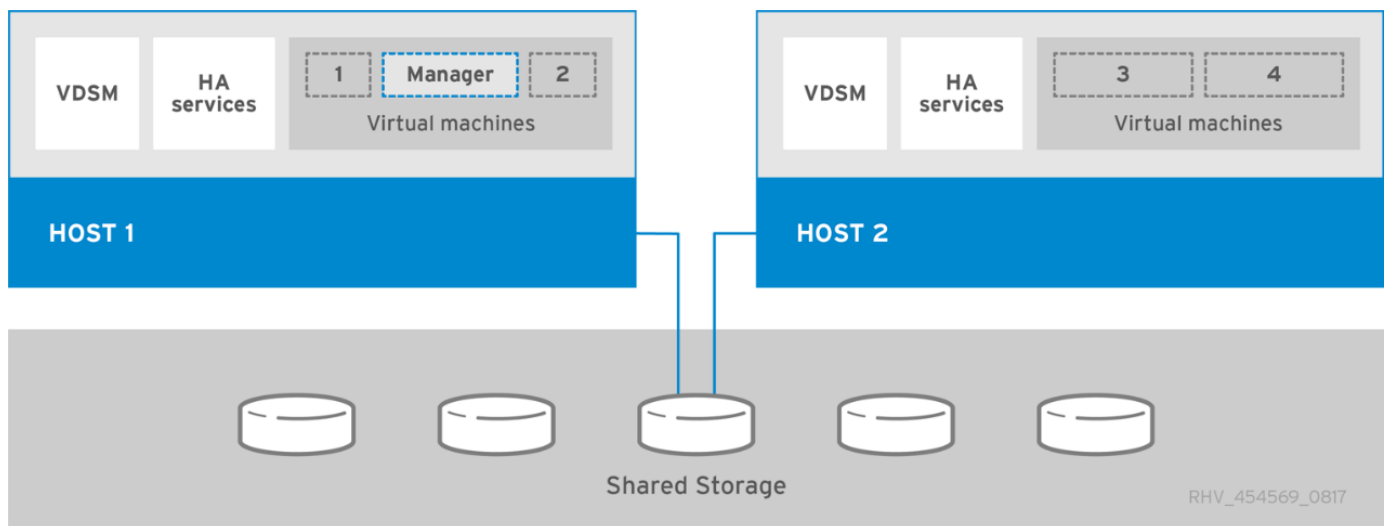 VDSM
HA
services
1
Manager
2
Virtual machines
HOST 1
VDSM
HA
services
3
4
Virtual machines
HOST 2
Shared Storage
RHV_454569_0817